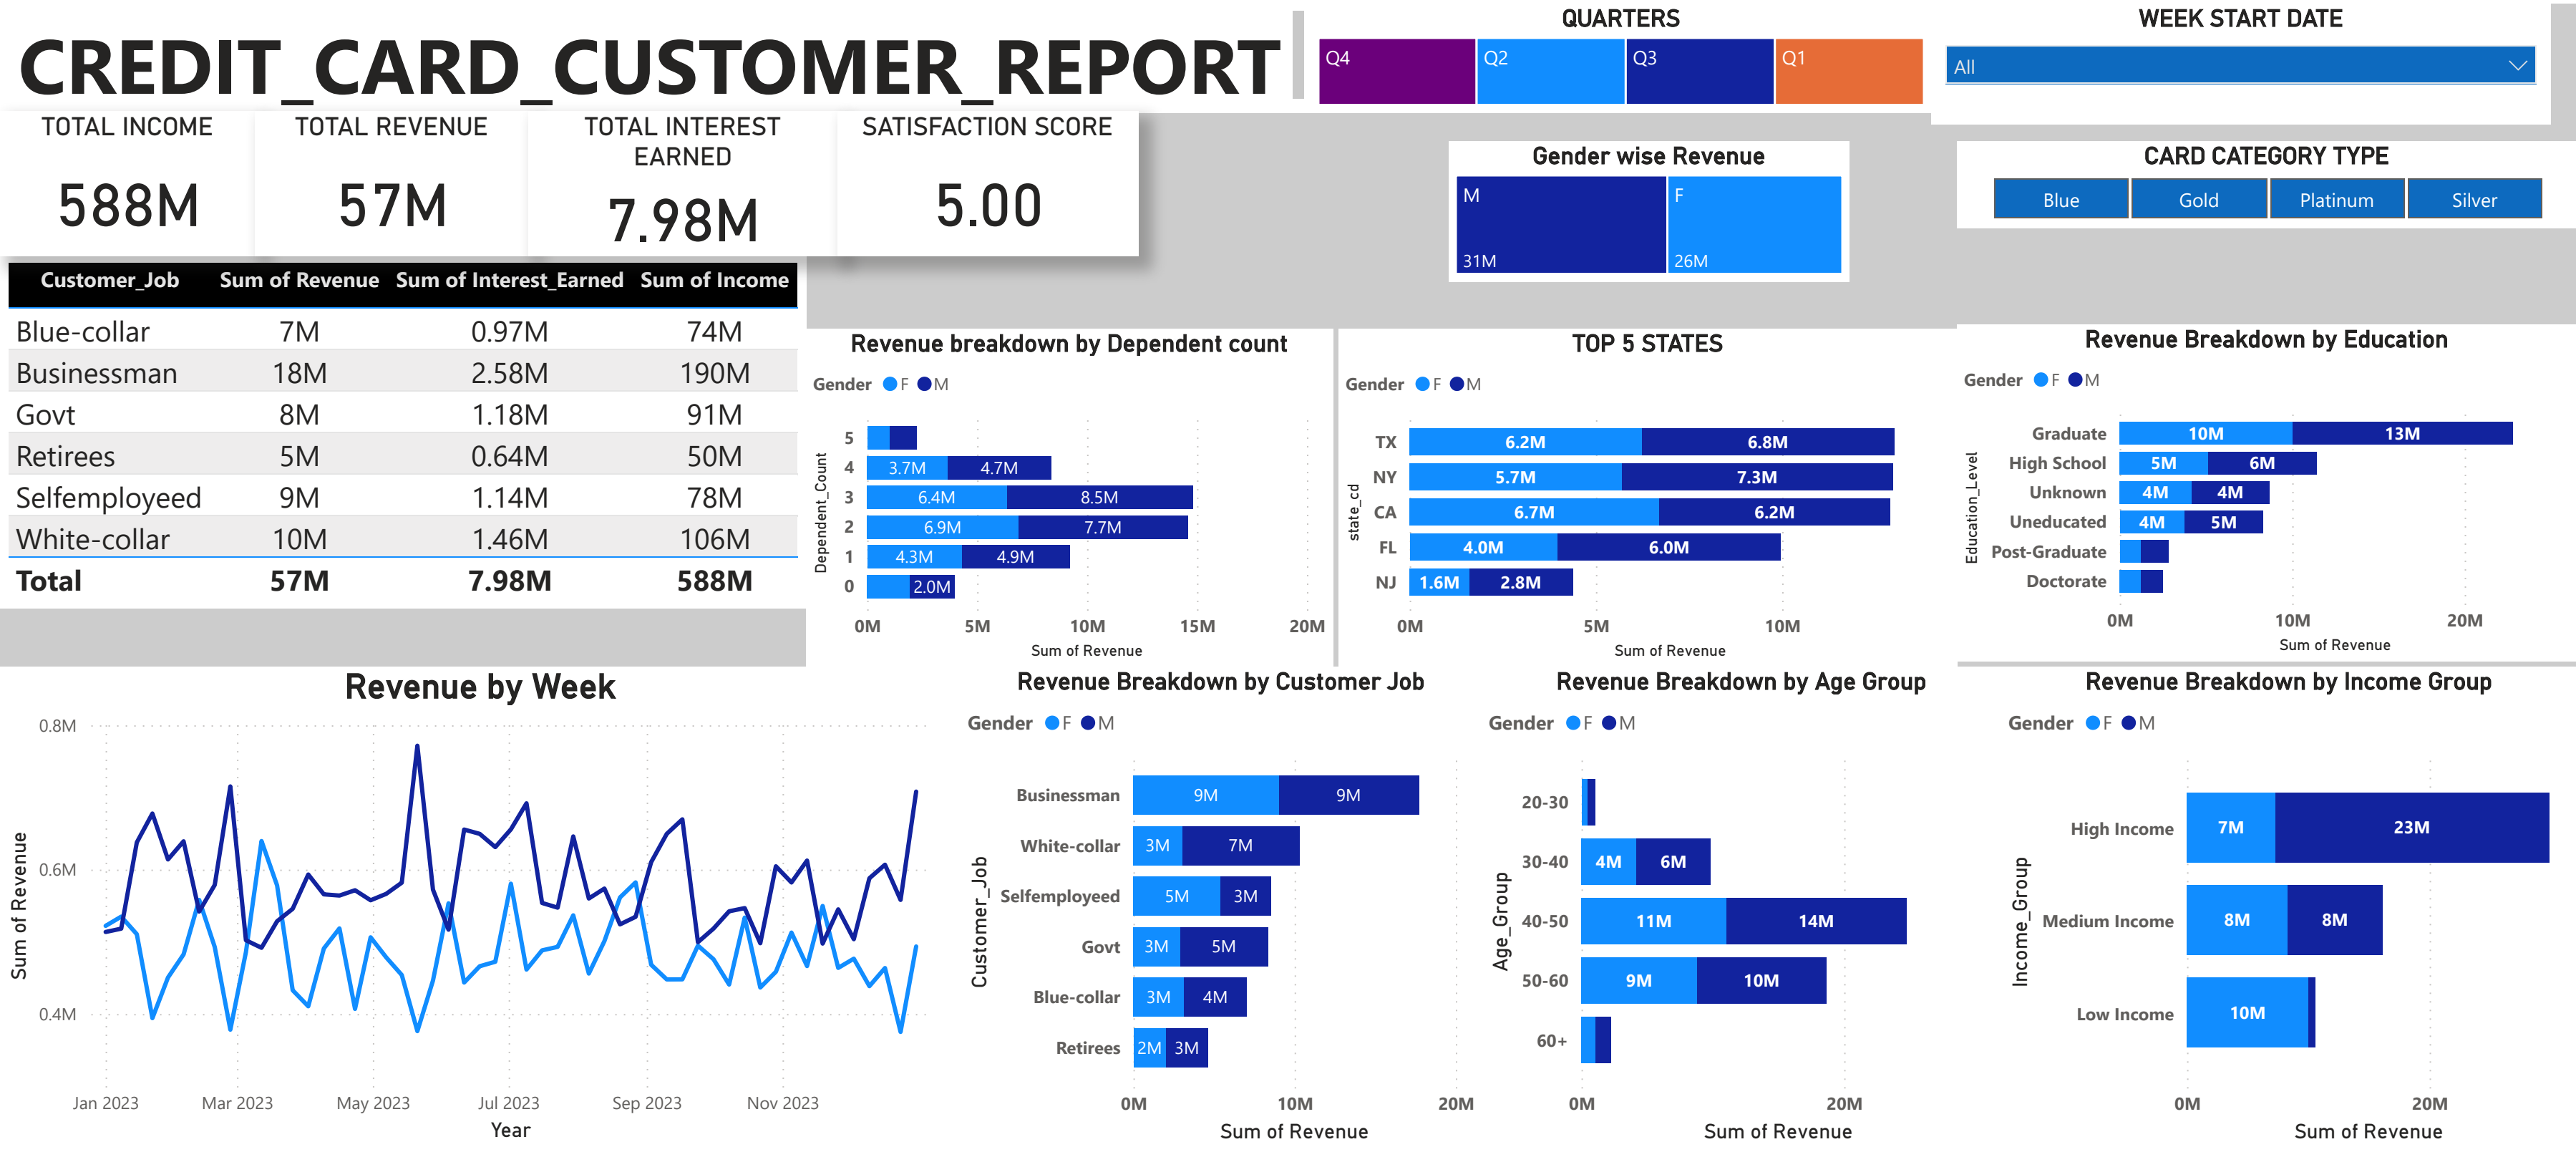 CREDIT_CARD_CUSTOMER_REPORT
QUARTERS
Q4 Q2 Q3 Q1
WEEK START DATE
All
TOTAL INCOME
588M
TOTAL REVENUE
57M
TOTAL INTEREST
EARNED
7.98M
SATISFACTION SCORE
5.00
Gender wise Revenue
M F
31M 26M
CARD CATEGORY TYPE
Blue Gold Platinum Silver
Customer_Job Sum of Revenue Sum of Interest_Earned Sum of Income
Blue-collar 7M 0.97M 74M
Businessman 18M 2.58M 190M
Govt 8M 1.18M 91M
Retirees 5M 0.64M 50M
Selfemployeed 9M 1.14M 78M
White-collar 10M 1.46M 106M
Total 57M 7.98M 588M
Revenue breakdown by Dependent count
Gender F M
Dependent_Count
5
4 3.7M 4.7M
3 6.4M 8.5M
2 6.9M 7.7M
1 4.3M 4.9M
0 2.0M
0M 5M 10M 15M 20M
Sum of Revenue
TOP 5 STATES
Gender F M
state_cd
TX 6.2M 6.8M
NY 5.7M 7.3M
CA 6.7M 6.2M
FL 4.0M 6.0M
NJ 1.6M 2.8M
0M 5M 10M
Sum of Revenue
Revenue Breakdown by Education
Gender F M
Education_Level
Graduate 10M 13M
High School 5M 6M
Unknown 4M 4M
Uneducated 4M 5M
Post-Graduate
Doctorate
0M 10M 20M
Sum of Revenue
Revenue by Week
Sum of Revenue
0.8M
0.6M
0.4M
Jan 2023 Mar 2023 May 2023 Jul 2023 Sep 2023 Nov 2023
Year
Revenue Breakdown by Customer Job
Gender F M
Customer_Job
Businessman 9M 9M
White-collar 3M 7M
Selfemployeed 5M 3M
Govt 3M 5M
Blue-collar 3M 4M
Retirees 2M 3M
0M 10M 20M
Sum of Revenue
Revenue Breakdown by Age Group
Gender F M
Age_Group
20-30
30-40 4M 6M
40-50 11M 14M
50-60 9M 10M
60+
0M 20M
Sum of Revenue
Revenue Breakdown by Income Group
Gender F M
Income_Group
High Income 7M 23M
Medium Income 8M 8M
Low Income 10M
0M 20M
Sum of Revenue